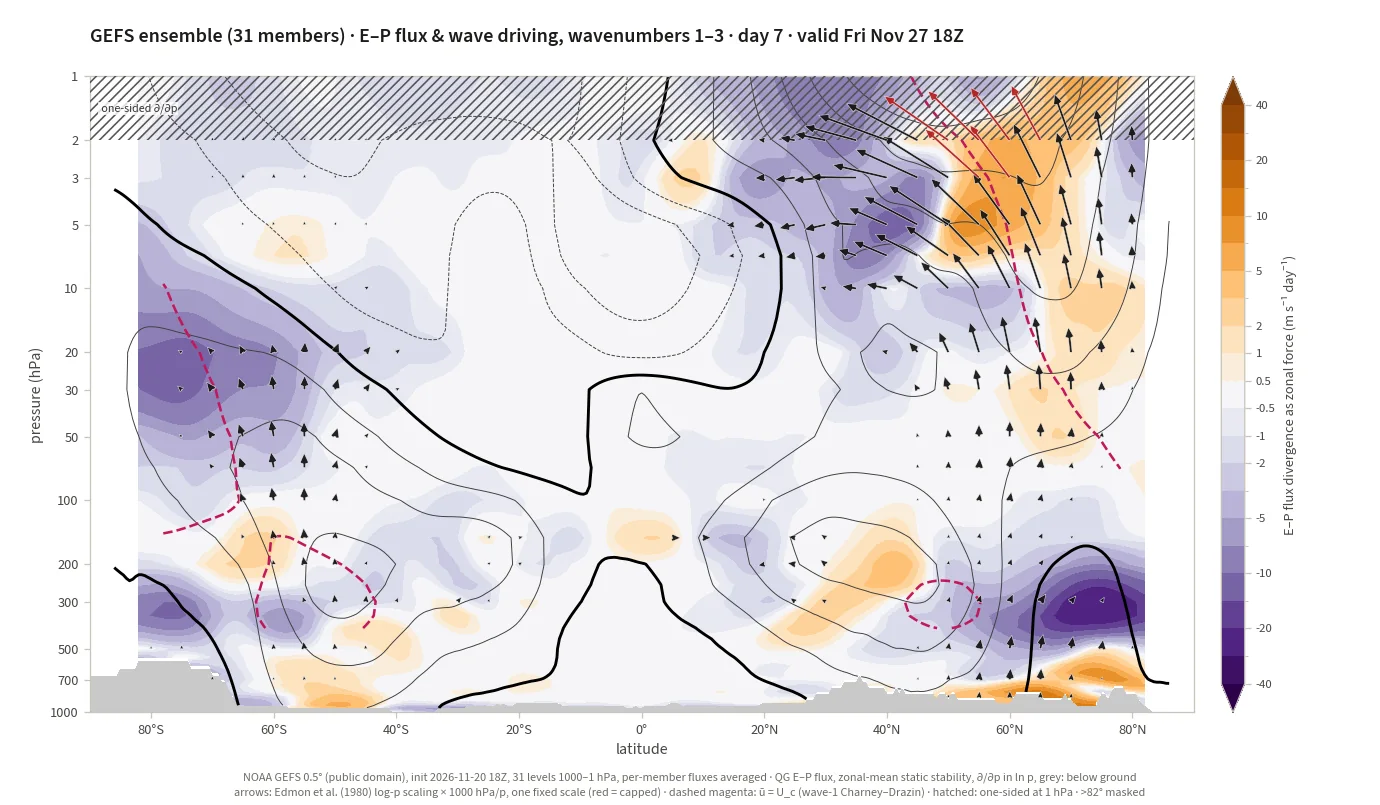 GEFS ensemble (31 members) · E–P flux & wave driving, wavenumbers 1–3 · day 7 · valid Fri Nov 27 18Z
one-sided ∂/∂p
pressure (hPa)
1
2
3
5
10
20
30
50
100
200
300
500
700
1000
80°S
60°S
40°S
20°S
0°
20°N
40°N
60°N
80°N
latitude
40
20
10
5
2
1
0.5
-0.5
-1
-2
-5
-10
-20
-40
E–P flux divergence as zonal force (m s⁻¹ day⁻¹)
NOAA GEFS 0.5° (public domain), init 2026-11-20 18Z, 31 levels 1000–1 hPa, per-member fluxes averaged · QG E–P flux, zonal-mean static stability, ∂/∂p in ln p, grey: below ground
arrows: Edmon et al. (1980) log-p scaling × 1000 hPa/p, one fixed scale (red = capped) · dashed magenta: ū = U_c (wave-1 Charney–Drazin) · hatched: one-sided at 1 hPa · >82° masked